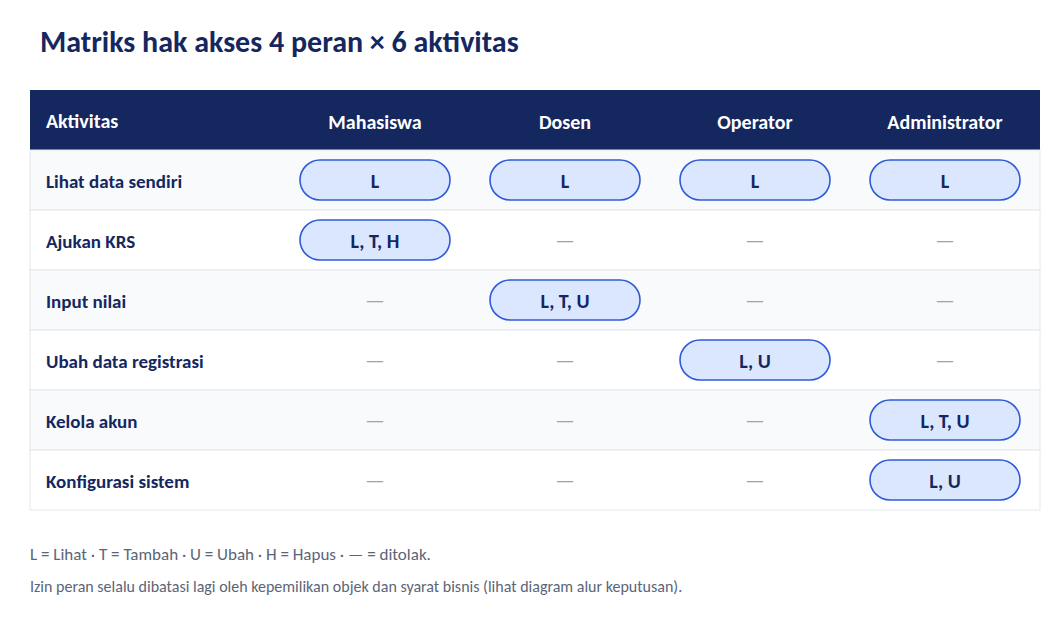 Matriks hak akses 4 peran × 6 aktivitas
Aktivitas Mahasiswa Dosen Operator Administrator
Lihat data sendiri L L L L
Ajukan KRS L, T, H — — —
Input nilai — L, T, U — —
Ubah data registrasi — — L, U —
Kelola akun — — — L, T, U
Konfigurasi sistem — — — L, U
L = Lihat · T = Tambah · U = Ubah · H = Hapus · — = ditolak.
Izin peran selalu dibatasi lagi oleh kepemilikan objek dan syarat bisnis (lihat diagram alur keputusan).